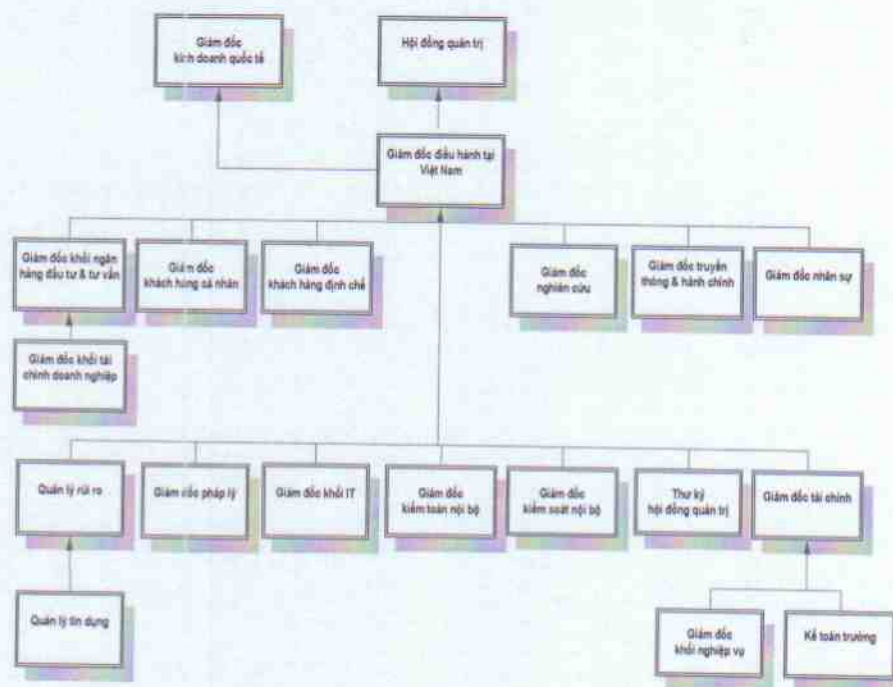 Giám đốc
kinh doanh quốc tế
Hội đồng quản trị
Giám đốc điều hành tại
Việt Nam
Giám đốc khối ngân
hàng đầu tư & tư vấn
Giám đốc
khách hàng cá nhân
Giám đốc
khách hàng định chế
Giám đốc
nghiên cứu
Giám đốc truyền
thông & hành chính
Giám đốc nhân sự
Giám đốc khối tài
chính doanh nghiệp
Quản lý rủi ro
Giám đốc pháp lý
Giám đốc khối IT
Giám đốc
kiểm toán nội bộ
Giám đốc
kiểm soát nội bộ
Thư ký
hội đồng quản trị
Giám đốc tài chính
Quản lý tín dụng
Giám đốc
khối nghiệp vụ
Kế toán trưởng